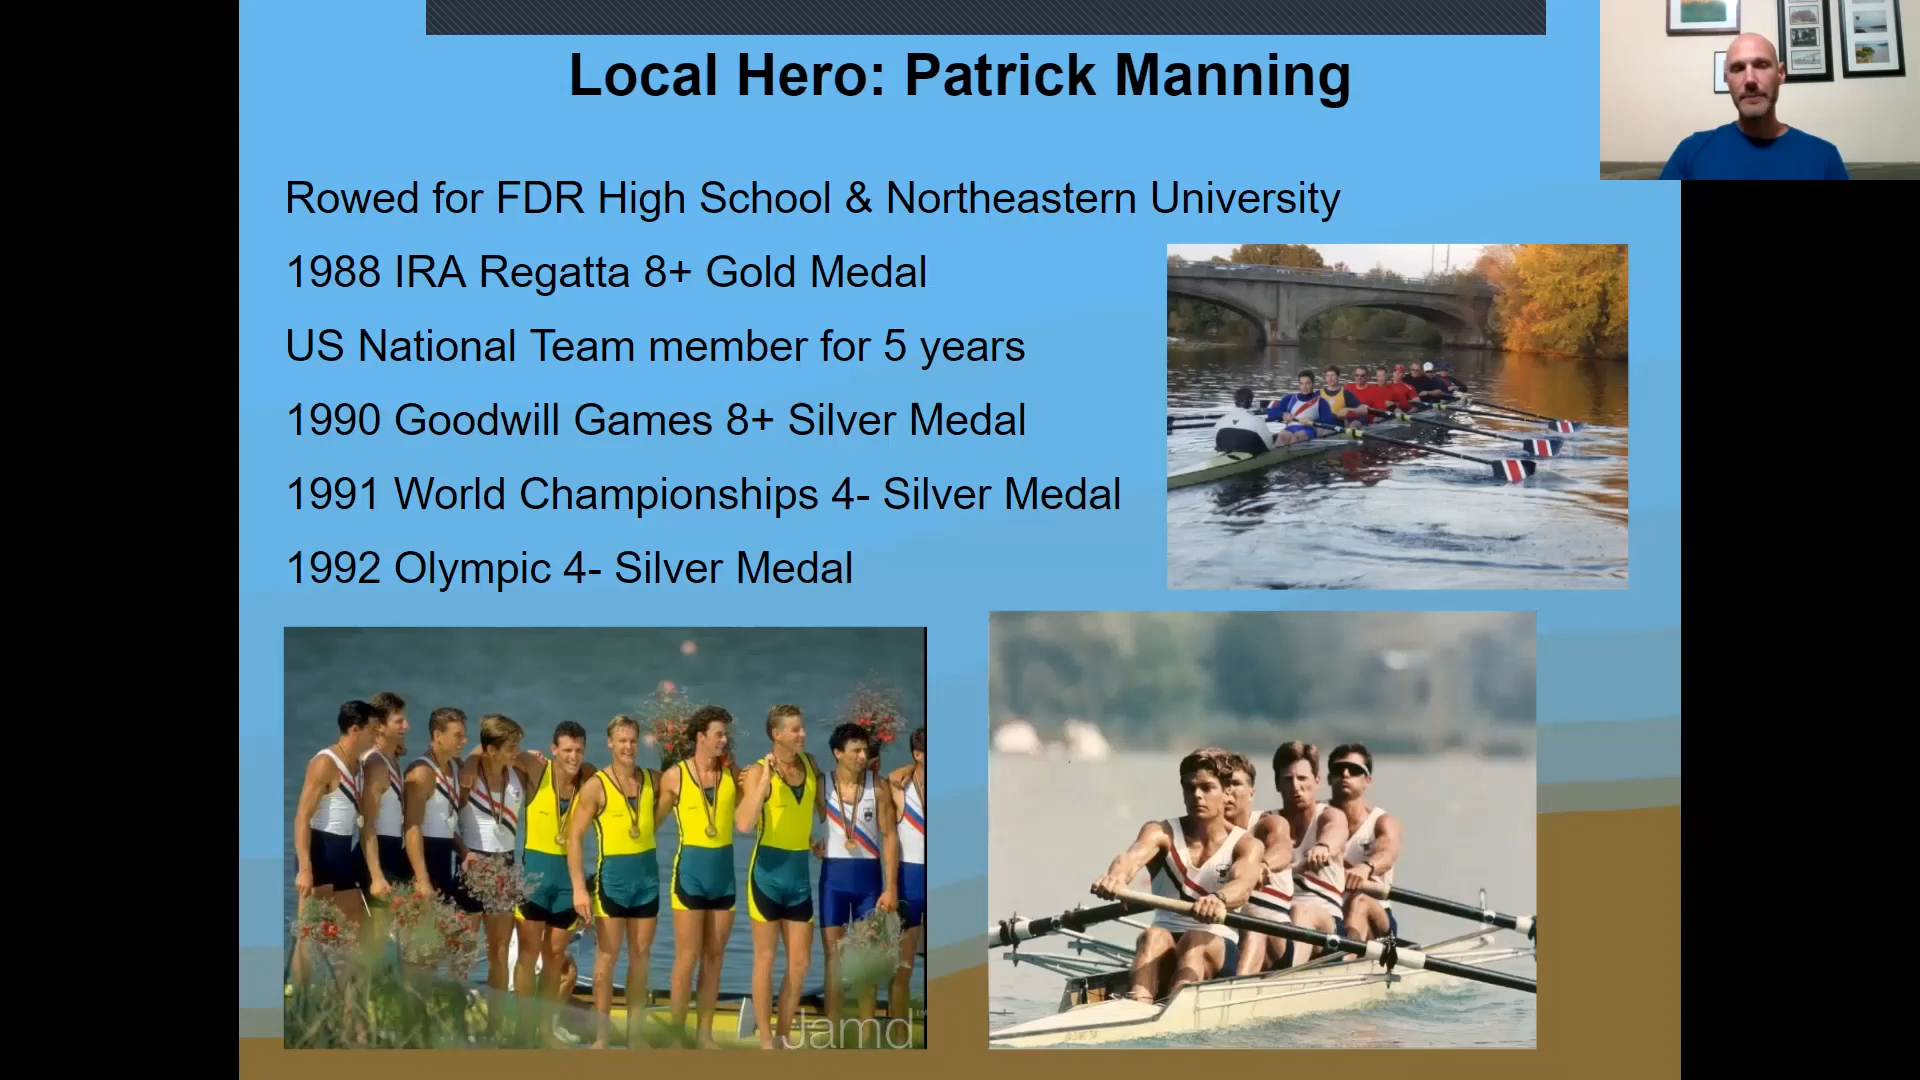 Local Hero: Patrick Manning
Rowed for FDR High School & Northeastern University
1988 IRA Regatta 8+ Gold Medal
US National Team member for 5 years
1990 Goodwill Games 8+ Silver Medal
1991 World Championships 4- Silver Medal
1992 Olympic 4- Silver Medal
Jamd